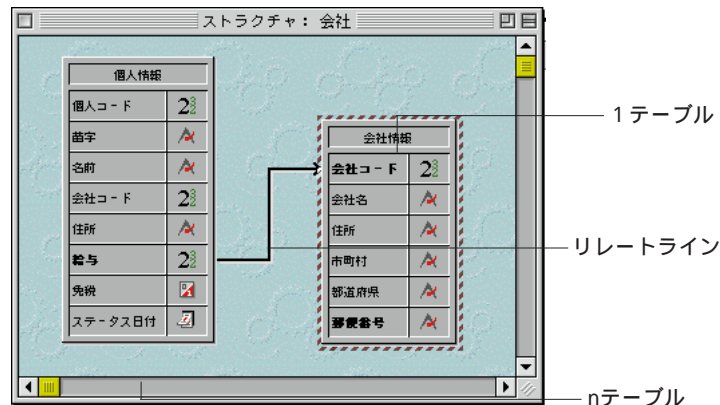 ストラクチャ： 会社
個人情報
個人コード
苗字
名前
会社コード
住所
給与
免税
ステータス日付
会社情報
会社コード
会社名
住所
市町村
都道府県
郵便番号
1テーブル
リレートライン
nテーブル